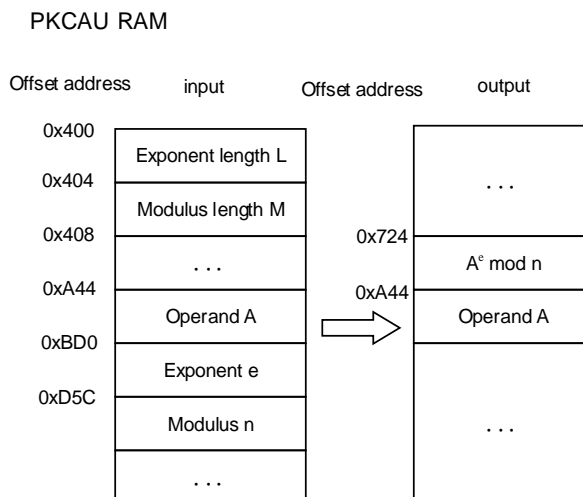 PKCAU RAM
Offset address input Offset address output
0x400
Exponent length L
. . .
0x404
Modulus length M
0x408
0x724
. . .
A^e mod n
0xA44
0xA44
Operand A
Operand A
0xBD0
Exponent e
0xD5C
Modulus n
. . .
. . .